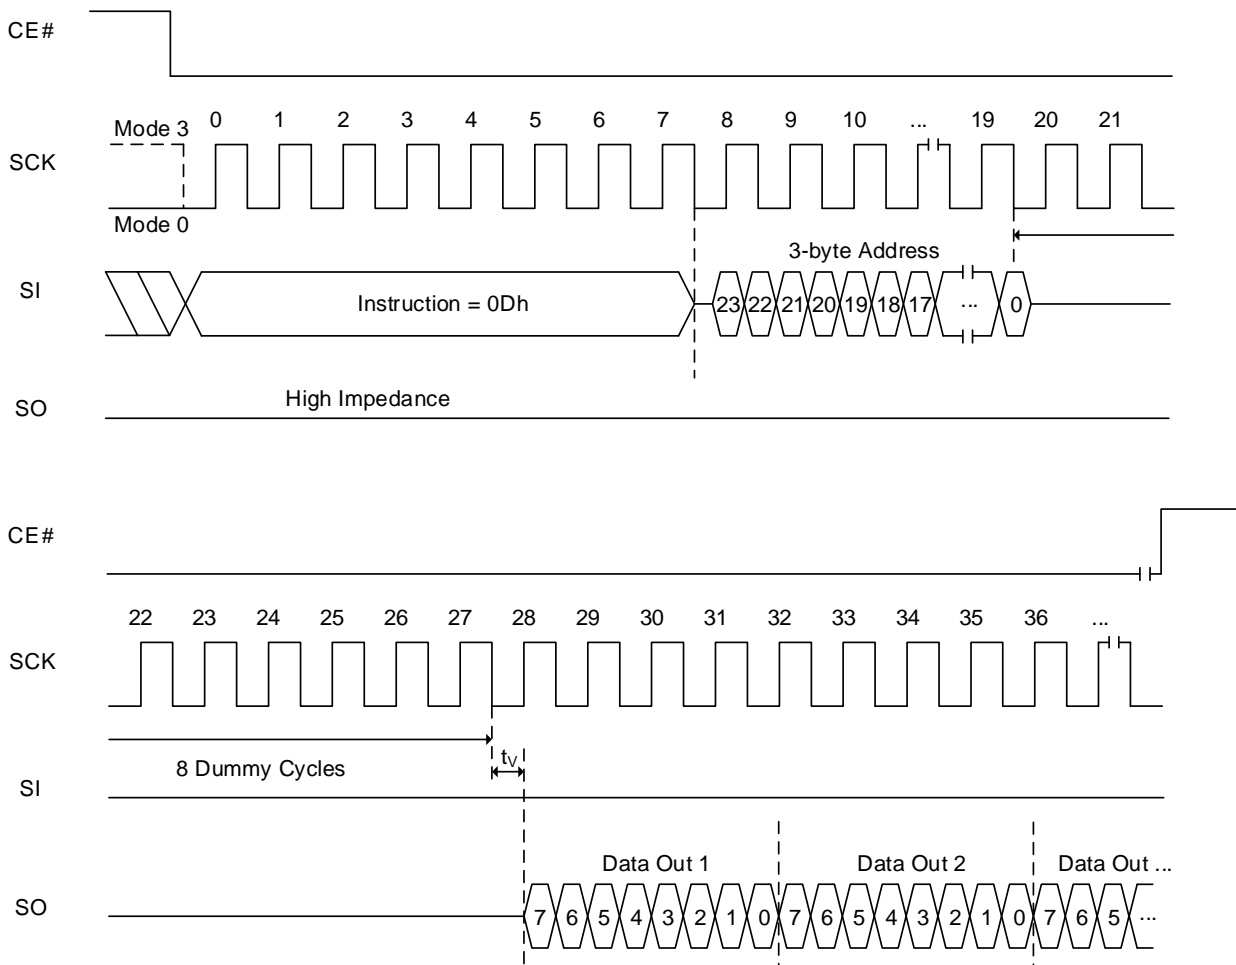 CE#
Mode 3
0 1 2 3 4 5 6 7 8 9 10 ... 19 20 21
SCK
Mode 0
3-byte Address
SI
Instruction = 0Dh
23 22 21 20 19 18 17 ... 0
High Impedance
SO
CE#
22 23 24 25 26 27 28 29 30 31 32 33 34 35 36 ...
SCK
8 Dummy Cycles
tV
SI
Data Out 1 Data Out 2 Data Out ...
SO
7 6 5 4 3 2 1 0 7 6 5 4 3 2 1 0 7 6 5 ...